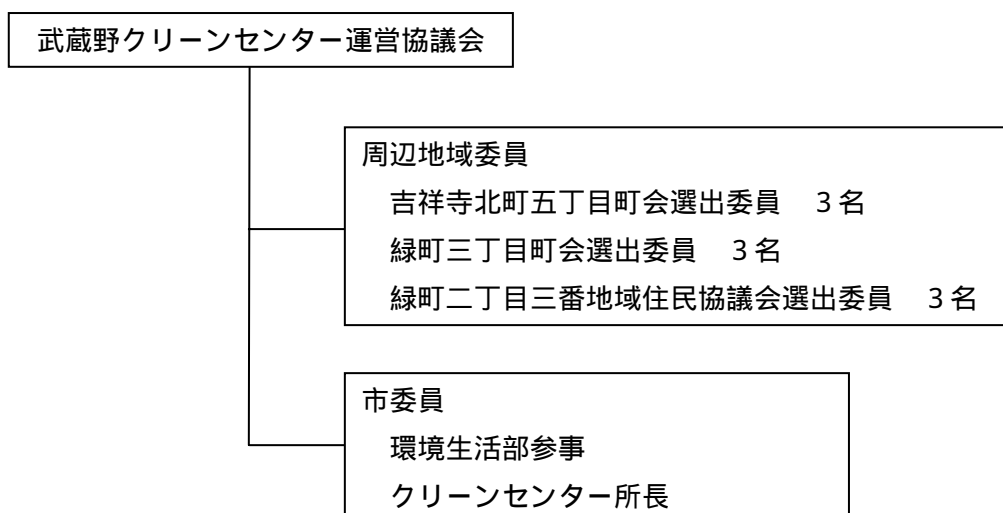 武蔵野クリーンセンター運営協議会
周辺地域委員
吉祥寺北町五丁目町会選出委員　3名
緑町三丁目町会選出委員　3名
緑町二丁目三番地域住民協議会選出委員　3名
市委員
環境生活部参事
クリーンセンター所長